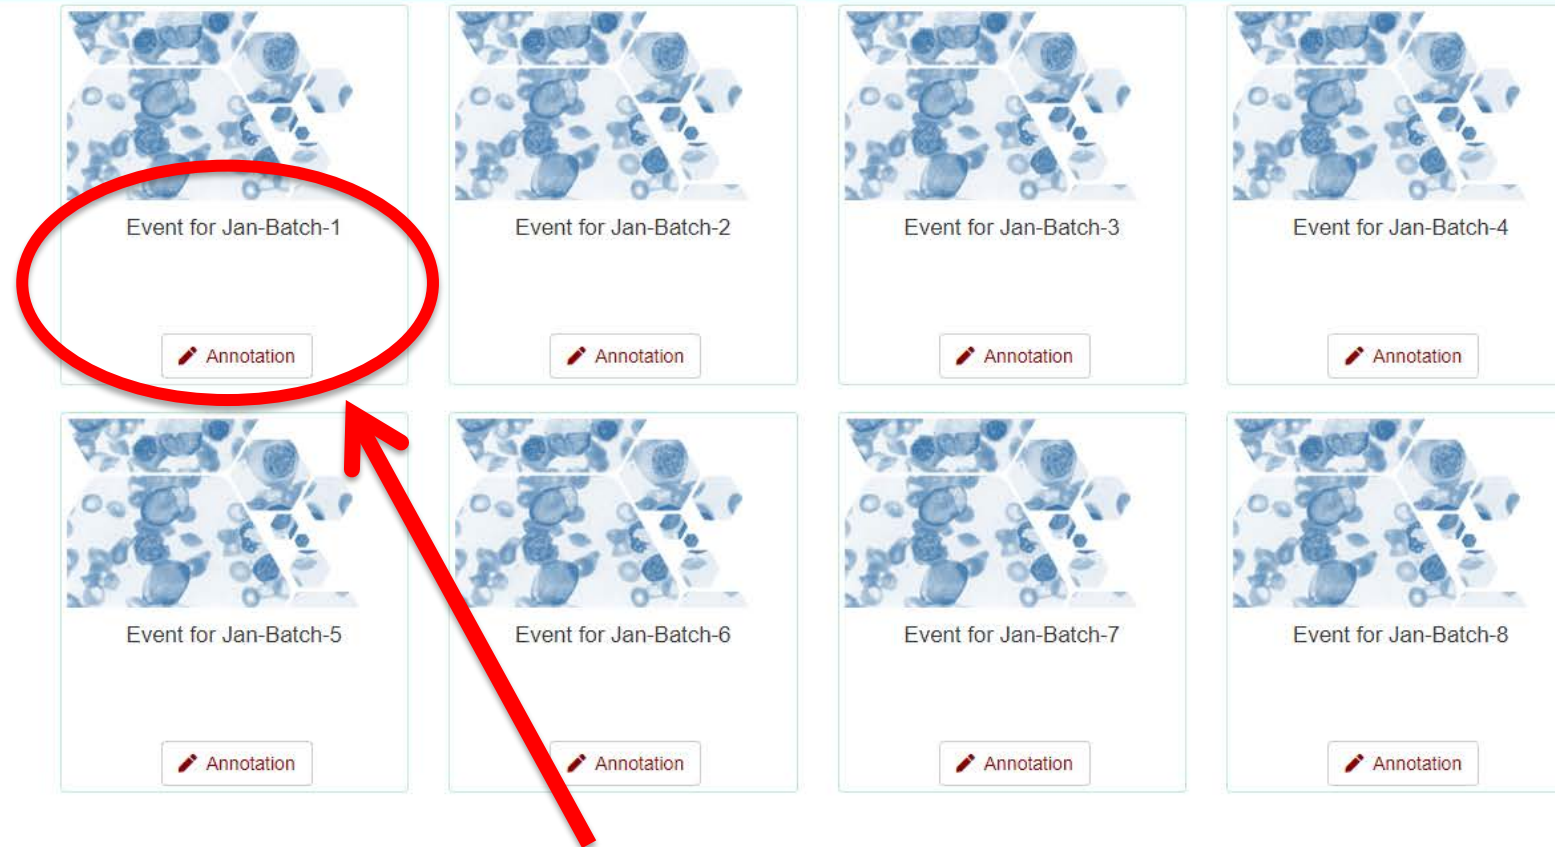 Event for Jan-Batch-1
Event for Jan-Batch-2
Event for Jan-Batch-3
Event for Jan-Batch-4
Annotation
Annotation
Annotation
Annotation
Event for Jan-Batch-5
Event for Jan-Batch-6
Event for Jan-Batch-7
Event for Jan-Batch-8
Annotation
Annotation
Annotation
Annotation